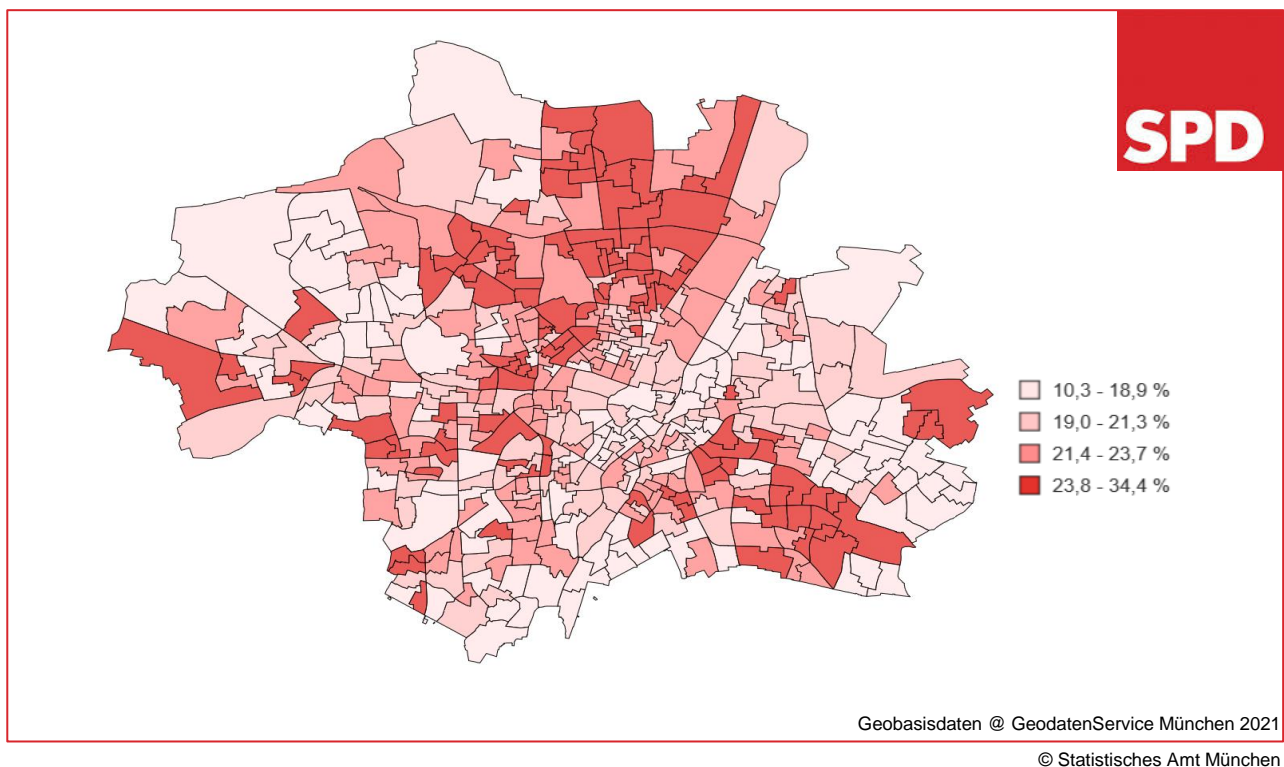 SPD
10,3 - 18,9 %
19,0 - 21,3 %
21,4 - 23,7 %
23,8 - 34,4 %
Geobasisdaten @ GeodatenService München 2021
© Statistisches Amt München